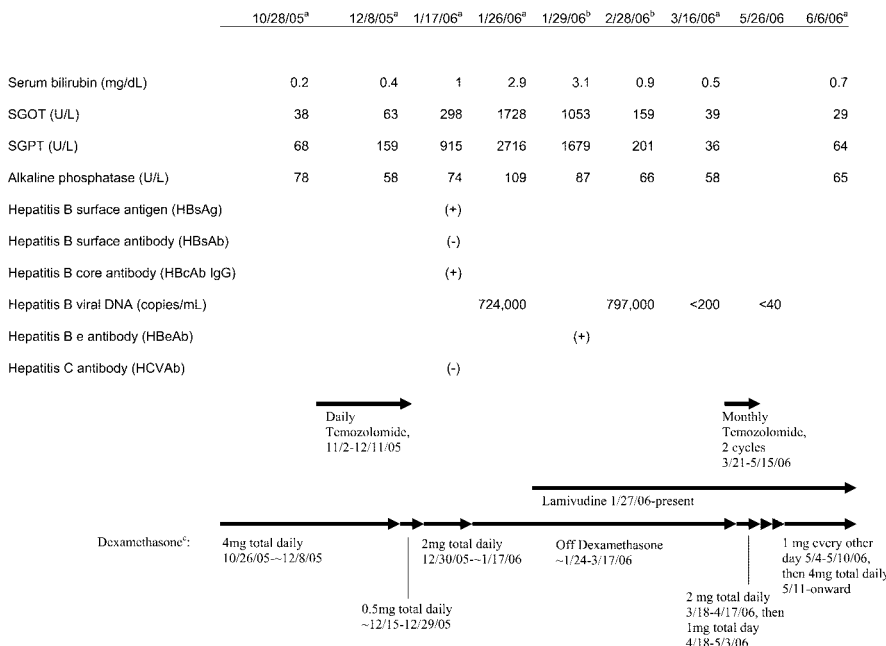 10/28/05a 12/8/05a 1/17/06a 1/26/06a 1/29/06b 2/28/06b 3/16/06a 5/26/06 6/6/06a
Serum bilirubin (mg/dL) 0.2 0.4 1 2.9 3.1 0.9 0.5 0.7
SGOT (U/L) 38 63 298 1728 1053 159 39 29
SGPT (U/L) 68 159 915 2716 1679 201 36 64
Alkaline phosphatase (U/L) 78 58 74 109 87 66 58 65
Hepatitis B surface antigen (HBsAg) (+)
Hepatitis B surface antibody (HBsAb) (-)
Hepatitis B core antibody (HBcAb IgG) (+)
Hepatitis B viral DNA (copies/mL) 724,000 797,000 <200 <40
Hepatitis B e antibody (HBeAb) (+)
Hepatitis C antibody (HCVAb) (-)
Daily
Temozolomide,
11/2-12/11/05
Monthly
Temozolomide,
2 cycles
3/21-5/15/06
Lamivudine 1/27/06-present
Dexamethasonec:
4mg total daily
10/26/05-~12/8/05
0.5mg total daily
~12/15-12/29/05
2mg total daily
12/30/05-~1/17/06
Off Dexamethasone
~1/24-3/17/06
2 mg total daily
3/18-4/17/06, then
1mg total day
4/18-5/3/06
1 mg every other
day 5/4-5/10/06,
then 4mg total daily
5/11-onward